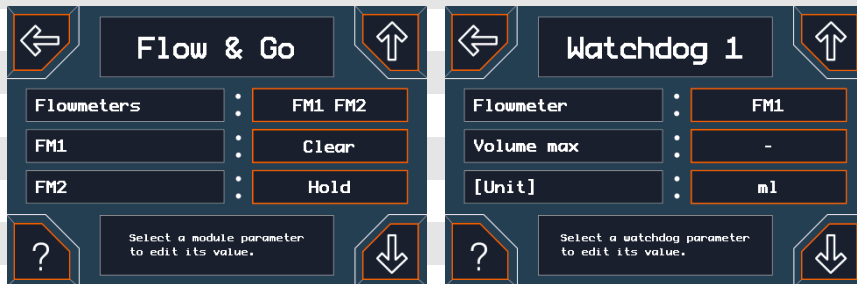 Flow & Go
Flowmeters : FM1 FM2
FM1 : Clear
FM2 : Hold
?
Select a module parameter
to edit its value.
Watchdog 1
Flowmeter : FM1
Volume max : -
[Unit] : ml
?
Select a watchdog parameter
to edit its value.